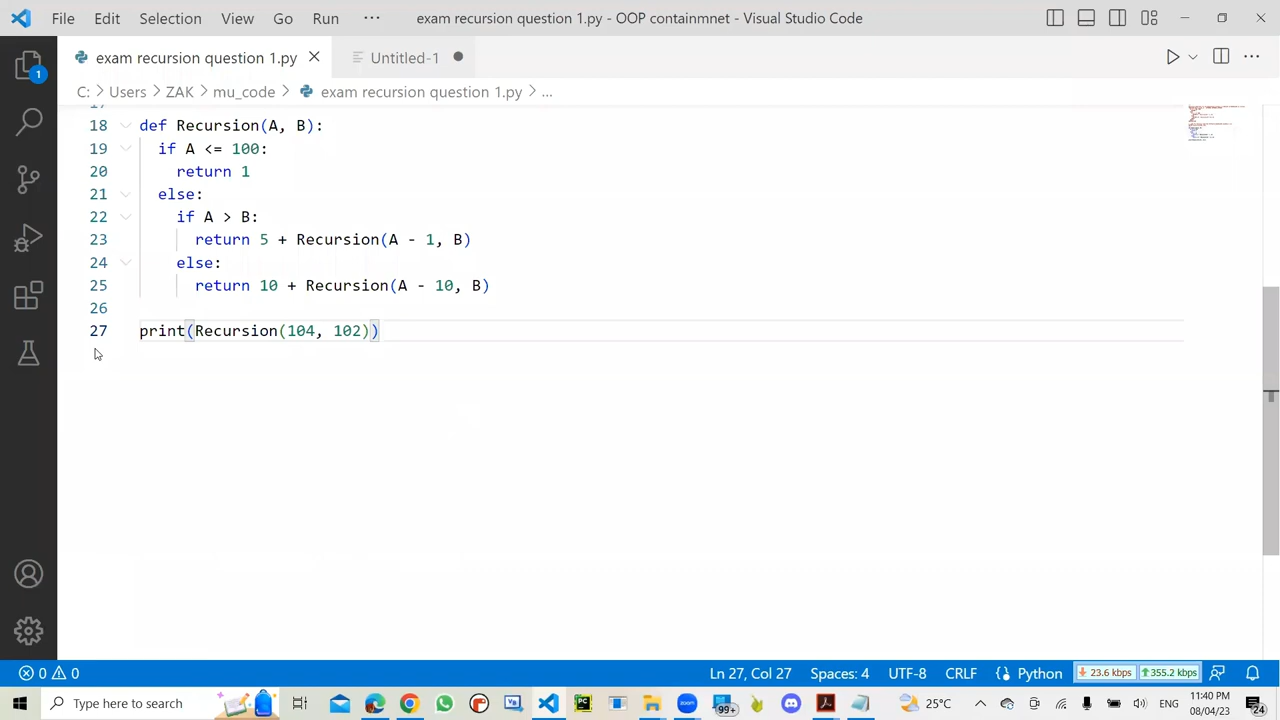 File Edit Selection View Go Run ··· exam recursion question 1.py - OOP containmnet - Visual Studio Code
exam recursion question 1.py Untitled-1
C: > Users > ZAK > mu_code > exam recursion question 1.py > ...
1
17
18 def Recursion(A, B):
19 if A <= 100:
20 return 1
21 else:
22 if A > B:
23 return 5 + Recursion(A - 1, B)
24 else:
25 return 10 + Recursion(A - 10, B)
26
27 print(Recursion(104, 102))
0 0 Ln 27, Col 27 Spaces: 4 UTF-8 CRLF Python 23.6 kbps 355.2 kbps
Type here to search 99+ 25°C ENG 11:40 PM
08/04/23 24